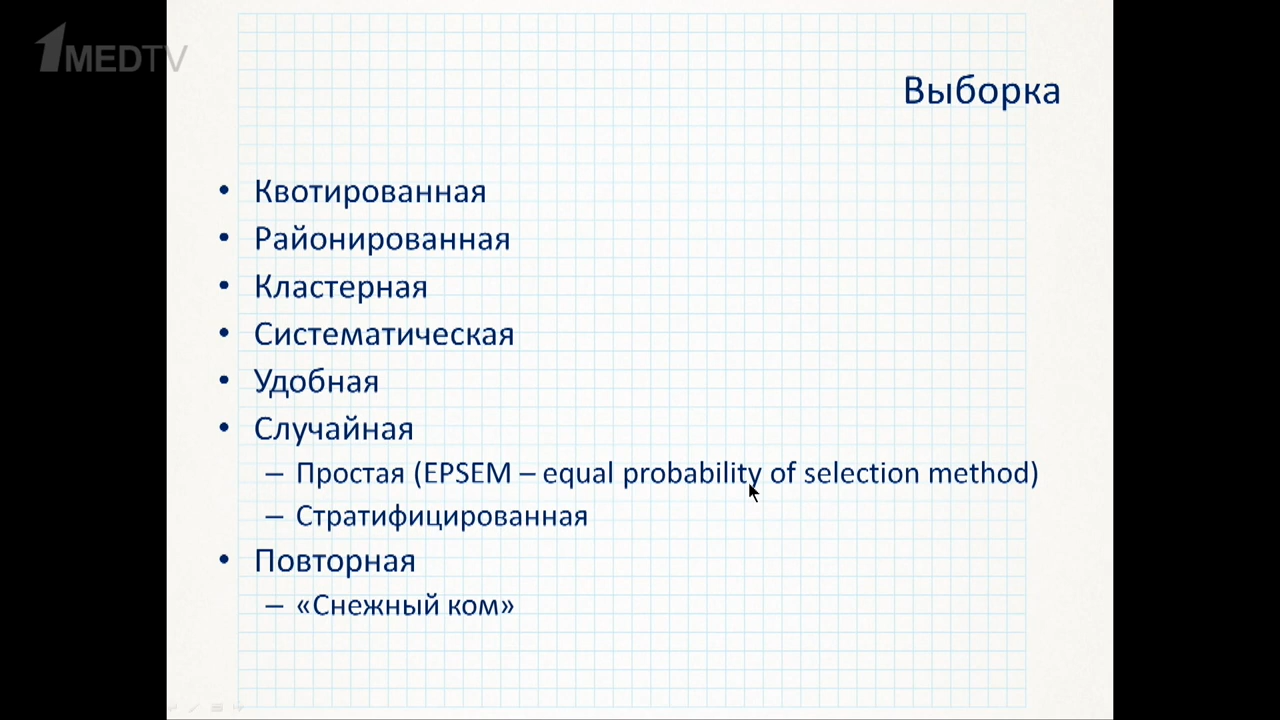 1MEDTV
Выборка
• Квотированная
• Районированная
• Кластерная
• Систематическая
• Удобная
• Случайная
– Простая (EPSEM – equal probability of selection method)
– Стратифицированная
• Повторная
– «Снежный ком»